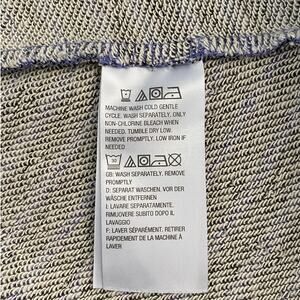 MACHINE WASH COLD GENTLE
CYCLE. WASH SEPARATELY. ONLY
NON-CHLORINE BLEACH WHEN
NEEDED. TUMBLE DRY LOW.
REMOVE PROMPTLY. LOW IRON IF
NEEDED
30
GB: WASH SEPARATELY. REMOVE
PROMPTLY
D: SEPARAT WASCHEN. VOR DER
WÄSCHE ENTFERNEN
I: LAVARE SEPARATAMENTE.
RIMUOVERE SUBITO DOPO IL
LAVAGGIO
F: LAVER SÉPARÉMENT. RETIRER
RAPIDEMENT DE LA MACHINE À
LAVER